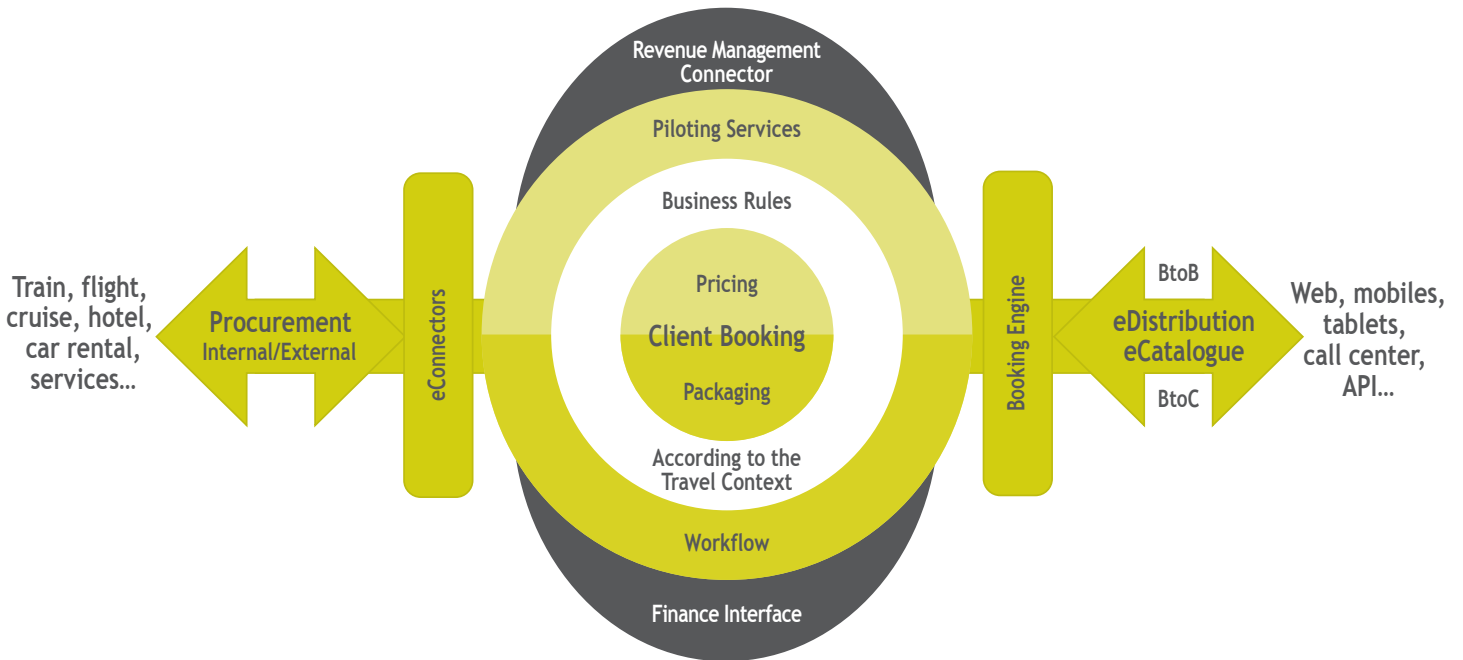 Revenue Management
Connector
Piloting Services
Business Rules
Pricing
Client Booking
Packaging
According to the
Travel Context
Workflow
Finance Interface
Train, flight,
cruise, hotel,
car rental,
services…
Procurement
Internal/External
eConnectors
Booking Engine
BtoB
eDistribution
eCatalogue
BtoC
Web, mobiles,
tablets,
call center,
API…